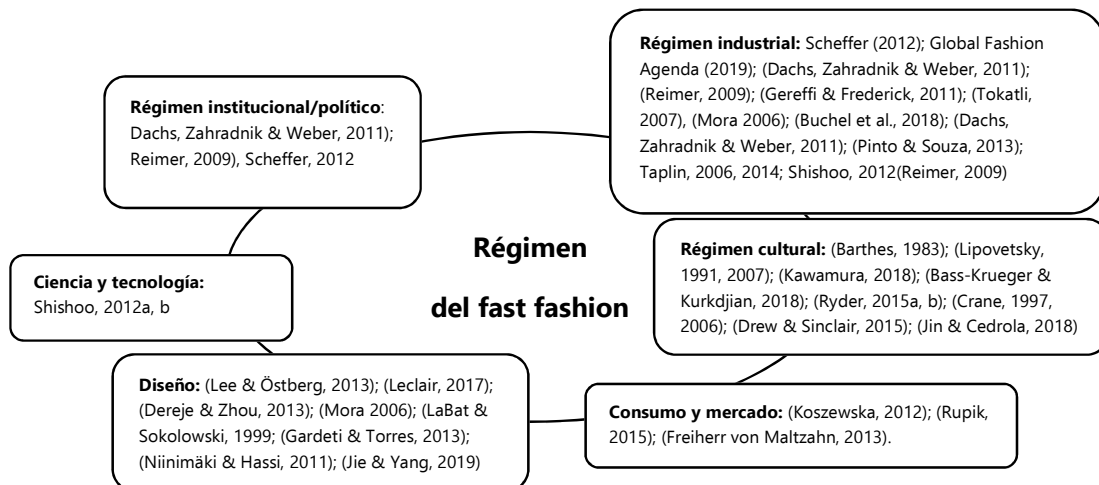 Régimen industrial: Scheffer (2012); Global Fashion
Agenda (2019); (Dachs, Zahradnik & Weber, 2011);
(Reimer, 2009); (Gereffi & Frederick, 2011); (Tokatli,
2007), (Mora 2006); (Buchel et al., 2018); (Dachs,
Zahradnik & Weber, 2011); (Pinto & Souza, 2013);
Taplin, 2006, 2014; Shishoo, 2012(Reimer, 2009)
Régimen institucional/político:
Dachs, Zahradnik & Weber, 2011);
Reimer, 2009), Scheffer, 2012
Régimen
del fast fashion
Régimen cultural: (Barthes, 1983); (Lipovetsky,
1991, 2007); (Kawamura, 2018); (Bass-Krueger &
Kurkdjian, 2018); (Ryder, 2015a, b); (Crane, 1997,
2006); (Drew & Sinclair, 2015); (Jin & Cedrola, 2018)
Ciencia y tecnología:
Shishoo, 2012a, b
Diseño: (Lee & Östberg, 2013); (Leclair, 2017);
(Dereje & Zhou, 2013); (Mora 2006); (LaBat &
Sokolowski, 1999; (Gardeti & Torres, 2013);
(Niinimäki & Hassi, 2011); (Jie & Yang, 2019)
Consumo y mercado: (Koszewska, 2012); (Rupik,
2015); (Freiherr von Maltzahn, 2013).